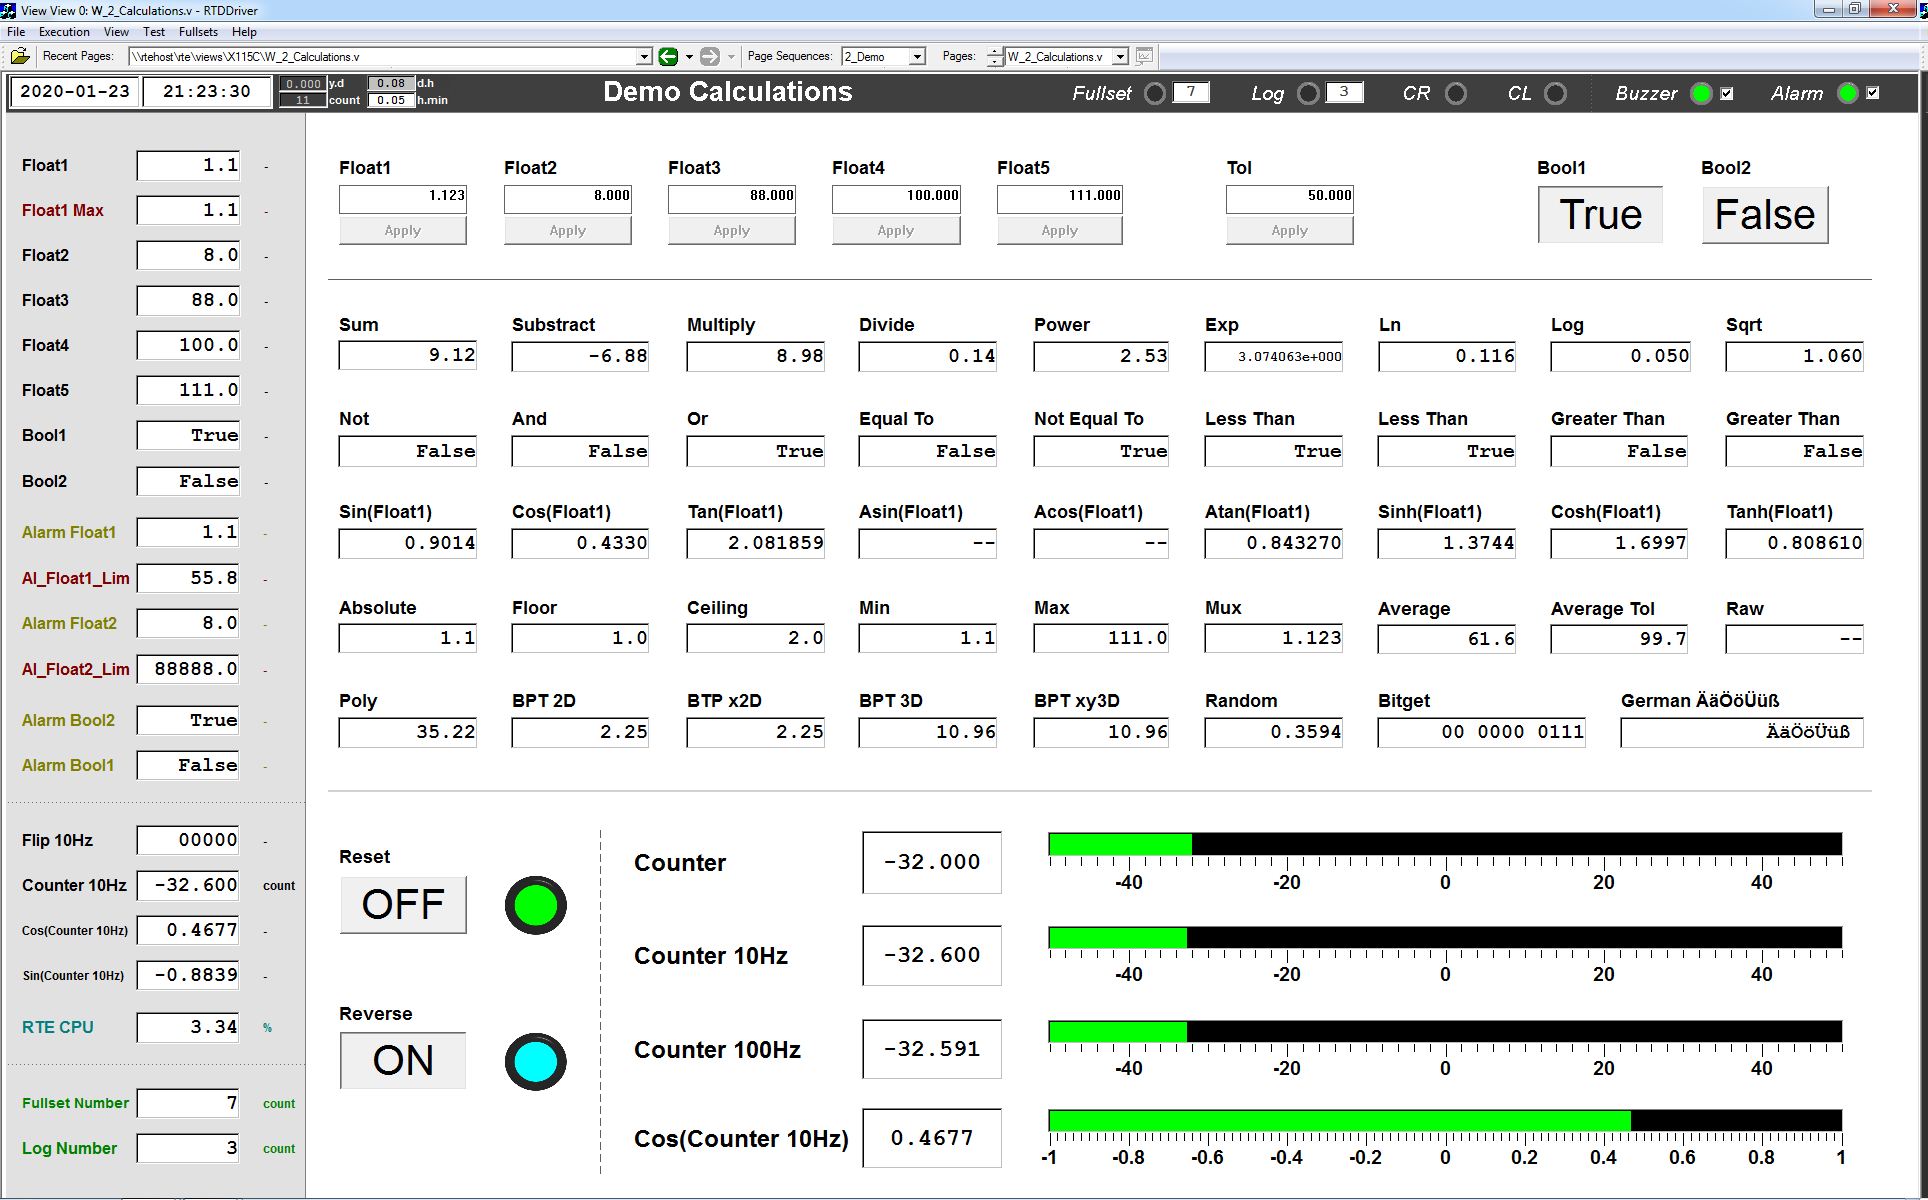 View View 0: W_2_Calculations.v - RTDDriver
File Execution View Test Fullsets Help
Recent Pages: \\rtehost\rte\views\X115C\W_2_Calculations.v Page Sequences: 2_Demo Pages: W_2_Calculations.v
2020-01-23 21:23:30 0.000 y.d 0.08 d.h Demo Calculations Fullset 7 Log 3 CR CL Buzzer Alarm
11 count 0.05 h.min
Float1 1.1 -
Float1 Max 1.1 -
Float2 8.0 -
Float3 88.0 -
Float4 100.0 -
Float5 111.0 -
Bool1 True -
Bool2 False -
Alarm Float1 1.1 -
Al_Float1_Lim 55.8 -
Alarm Float2 8.0 -
Al_Float2_Lim 88888.0 -
Alarm Bool2 True -
Alarm Bool1 False -
Flip 10Hz 00000 -
Counter 10Hz -32.600 count
Cos(Counter 10Hz) 0.4677 -
Sin(Counter 10Hz) -0.8839 -
RTE CPU 3.34 %
Fullset Number 7 count
Log Number 3 count
Float1 Float2 Float3 Float4 Float5 Tol Bool1 Bool2
1.123 8.000 88.000 100.000 111.000 50.000 True False
Apply Apply Apply Apply Apply Apply
Sum Substract Multiply Divide Power Exp Ln Log Sqrt
9.12 -6.88 8.98 0.14 2.53 3.074063e+000 0.116 0.050 1.060
Not And Or Equal To Not Equal To Less Than Less Than Greater Than Greater Than
False False True False True True True False False
Sin(Float1) Cos(Float1) Tan(Float1) Asin(Float1) Acos(Float1) Atan(Float1) Sinh(Float1) Cosh(Float1) Tanh(Float1)
0.9014 0.4330 2.081859 -- -- 0.843270 1.3744 1.6997 0.808610
Absolute Floor Ceiling Min Max Mux Average Average Tol Raw
1.1 1.0 2.0 1.1 111.0 1.123 61.6 99.7 --
Poly BPT 2D BTP x2D BPT 3D BPT xy3D Random Bitget German ÄäÖöÜüß
35.22 2.25 2.25 10.96 10.96 0.3594 00 0000 0111 ÄäÖöÜüß
Reset
OFF
Reverse
ON
Counter -32.000
-40 -20 0 20 40
Counter 10Hz -32.600
-40 -20 0 20 40
Counter 100Hz -32.591
-40 -20 0 20 40
Cos(Counter 10Hz) 0.4677
-1 -0.8 -0.6 -0.4 -0.2 0 0.2 0.4 0.6 0.8 1